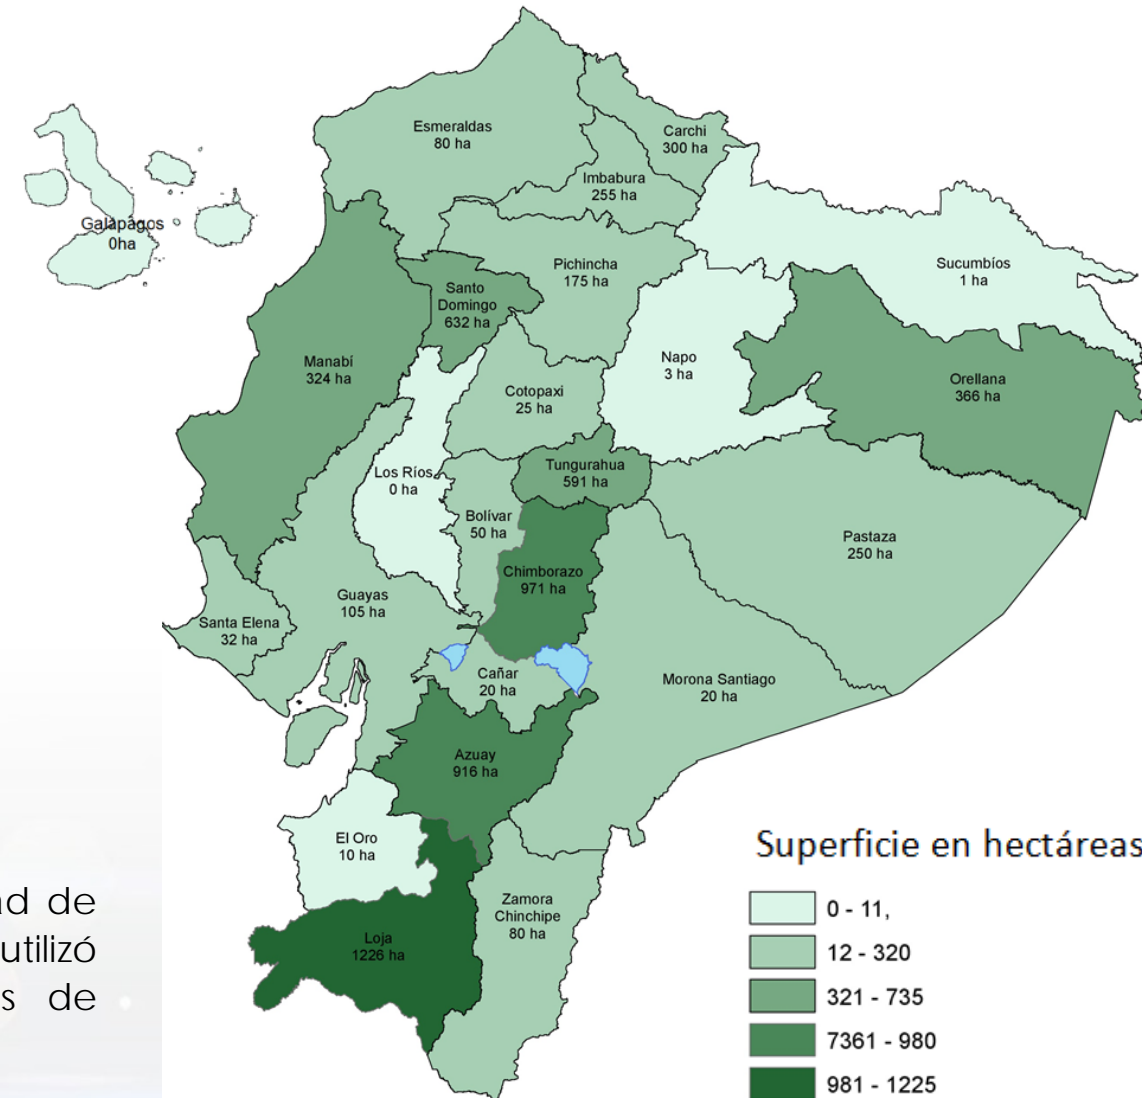 Esmeraldas
80 ha
Carchi
300 ha
Imbabura
255 ha
Galápagos
0ha
Pichincha
175 ha
Sucumbíos
1 ha
Santo
Domingo
632 ha
Manabí
324 ha
Napo
3 ha
Orellana
366 ha
Cotopaxi
25 ha
Los Ríos
0 ha
Tungurahua
591 ha
Bolívar
50 ha
Pastaza
250 ha
Chimborazo
971 ha
Guayas
105 ha
Santa Elena
32 ha
Cañar
20 ha
Morona Santiago
20 ha
Azuay
916 ha
El Oro
10 ha
Zamora
Chinchipe
80 ha
Loja
1226 ha
Superficie en hectáreas
0 - 11,
12 - 320
321 - 735
7361 - 980
981 - 1225
de
utilizó
de